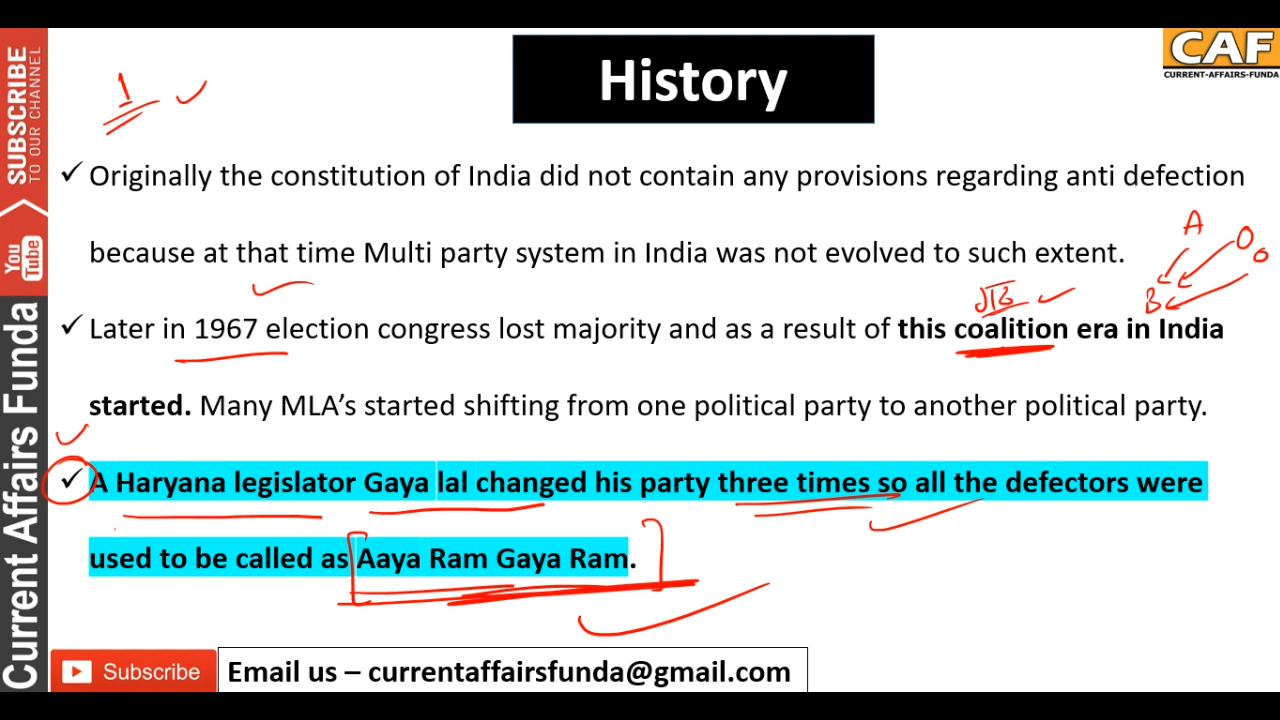 History
CAF
CURRENT-AFFAIRS-FUNDA
SUBSCRIBE
TO OUR CHANNEL
You
Tube
Current Affairs Funda
1
✓ Originally the constitution of India did not contain any provisions regarding anti defection
because at that time Multi party system in India was not evolved to such extent.
A
B
✓ Later in 1967 election congress lost majority and as a result of this coalition era in India
started. Many MLA's started shifting from one political party to another political party.
✓ A Haryana legislator Gaya lal changed his party three times so all the defectors were
used to be called as Aaya Ram Gaya Ram.
Subscribe
Email us – currentaffairsfunda@gmail.com